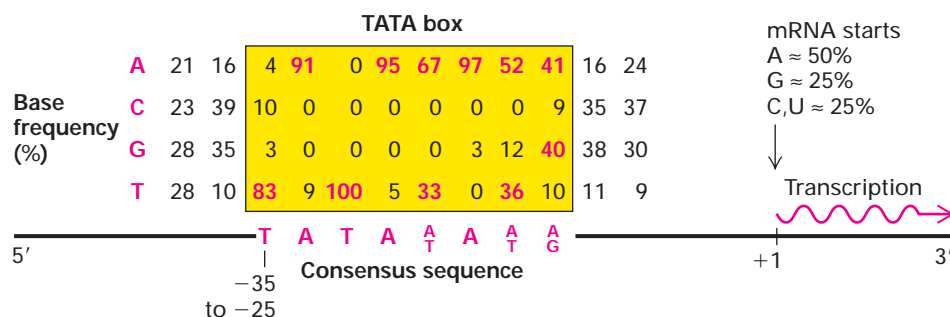 TATA box
mRNA starts
A ≈ 50%
G ≈ 25%
C,U ≈ 25%
Base frequency (%)
A 21 16 4 91 0 95 67 97 52 41 16 24
C 23 39 10 0 0 0 0 0 0 9 35 37
G 28 35 3 0 0 0 0 3 12 40 38 30
T 28 10 83 9 100 5 33 0 36 10 11 9
Transcription
T A T A A/T A A/T A/G
5′ +1 3′
Consensus sequence
−35
to −25